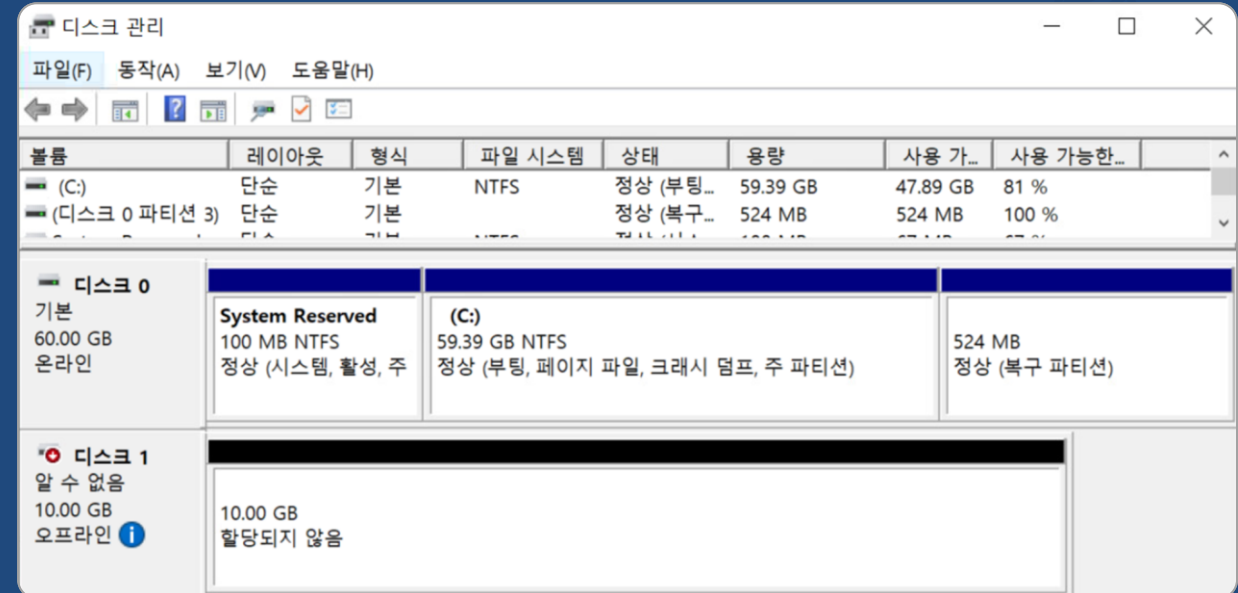 디스크 관리
파일(F) 동작(A) 보기(V) 도움말(H)
볼륨 레이아웃 형식 파일 시스템 상태 용량 사용 가... 사용 가능한...
(C:) 단순 기본 NTFS 정상 (부팅... 59.39 GB 47.89 GB 81 %
(디스크 0 파티션 3) 단순 기본 정상 (복구... 524 MB 524 MB 100 %
디스크 0
기본
60.00 GB
온라인
System Reserved
100 MB NTFS
정상 (시스템, 활성, 주
(C:)
59.39 GB NTFS
정상 (부팅, 페이지 파일, 크래시 덤프, 주 파티션)
524 MB
정상 (복구 파티션)
디스크 1
알 수 없음
10.00 GB
오프라인
10.00 GB
할당되지 않음